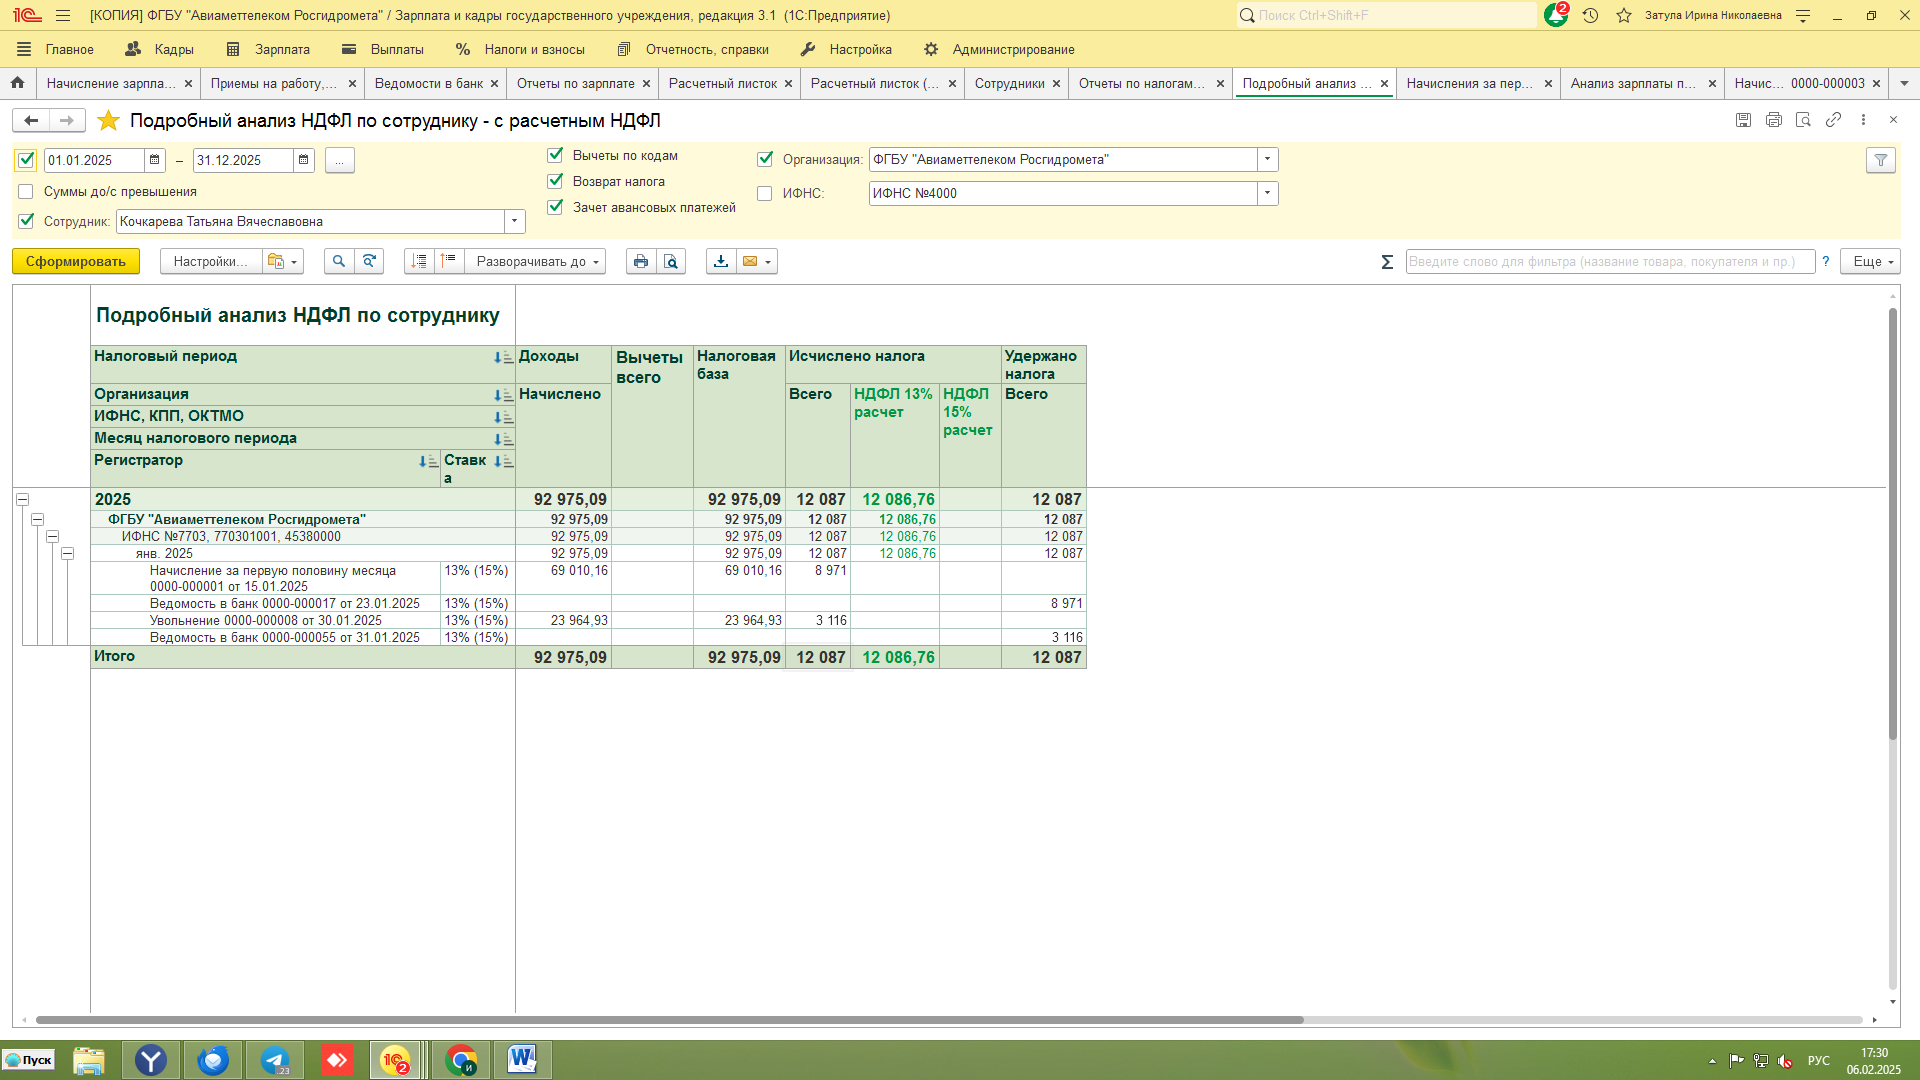 [КОПИЯ] ФГБУ "Авиаметтелеком Росгидромета" / Зарплата и кадры государственного учреждения, редакция 3.1 (1С:Предприятие)
Поиск Ctrl+Shift+F
2
Затула Ирина Николаевна
Главное Кадры Зарплата Выплаты Налоги и взносы Отчетность, справки Настройка Администрирование
Начисление зарпла... Приемы на работу,... Ведомости в банк Отчеты по зарплате Расчетный листок Расчетный листок (... Сотрудники Отчеты по налогам... Подробный анализ ... Начисления за пер... Анализ зарплаты п... Начис... 0000-000003
Подробный анализ НДФЛ по сотруднику - с расчетным НДФЛ
01.01.2025 – 31.12.2025 ...
Вычеты по кодам
Организация: ФГБУ "Авиаметтелеком Росгидромета"
Суммы до/с превышения
Возврат налога
ИФНС: ИФНС №4000
Сотрудник: Кочкарева Татьяна Вячеславовна
Зачет авансовых платежей
Сформировать Настройки... Разворачивать до Σ Введите слово для фильтра (название товара, покупателя и пр.) ? Еще
Подробный анализ НДФЛ по сотруднику
Налоговый период Доходы Вычеты всего Налоговая база Исчислено налога Удержано налога
Организация Начислено Всего НДФЛ 13% расчет НДФЛ 15% расчет Всего
ИФНС, КПП, ОКТМО
Месяц налогового периода
Регистратор Ставка
2025 92 975,09 92 975,09 12 087 12 086,76 12 087
ФГБУ "Авиаметтелеком Росгидромета" 92 975,09 92 975,09 12 087 12 086,76 12 087
ИФНС №7703, 770301001, 45380000 92 975,09 92 975,09 12 087 12 086,76 12 087
янв. 2025 92 975,09 92 975,09 12 087 12 086,76 12 087
Начисление за первую половину месяца 13% (15%) 69 010,16 69 010,16 8 971
0000-000001 от 15.01.2025
Ведомость в банк 0000-000017 от 23.01.2025 13% (15%) 8 971
Увольнение 0000-000008 от 30.01.2025 13% (15%) 23 964,93 23 964,93 3 116
Ведомость в банк 0000-000055 от 31.01.2025 13% (15%) 3 116
Итого 92 975,09 92 975,09 12 087 12 086,76 12 087
Пуск
23
2
И
РУС
17:30
06.02.2025